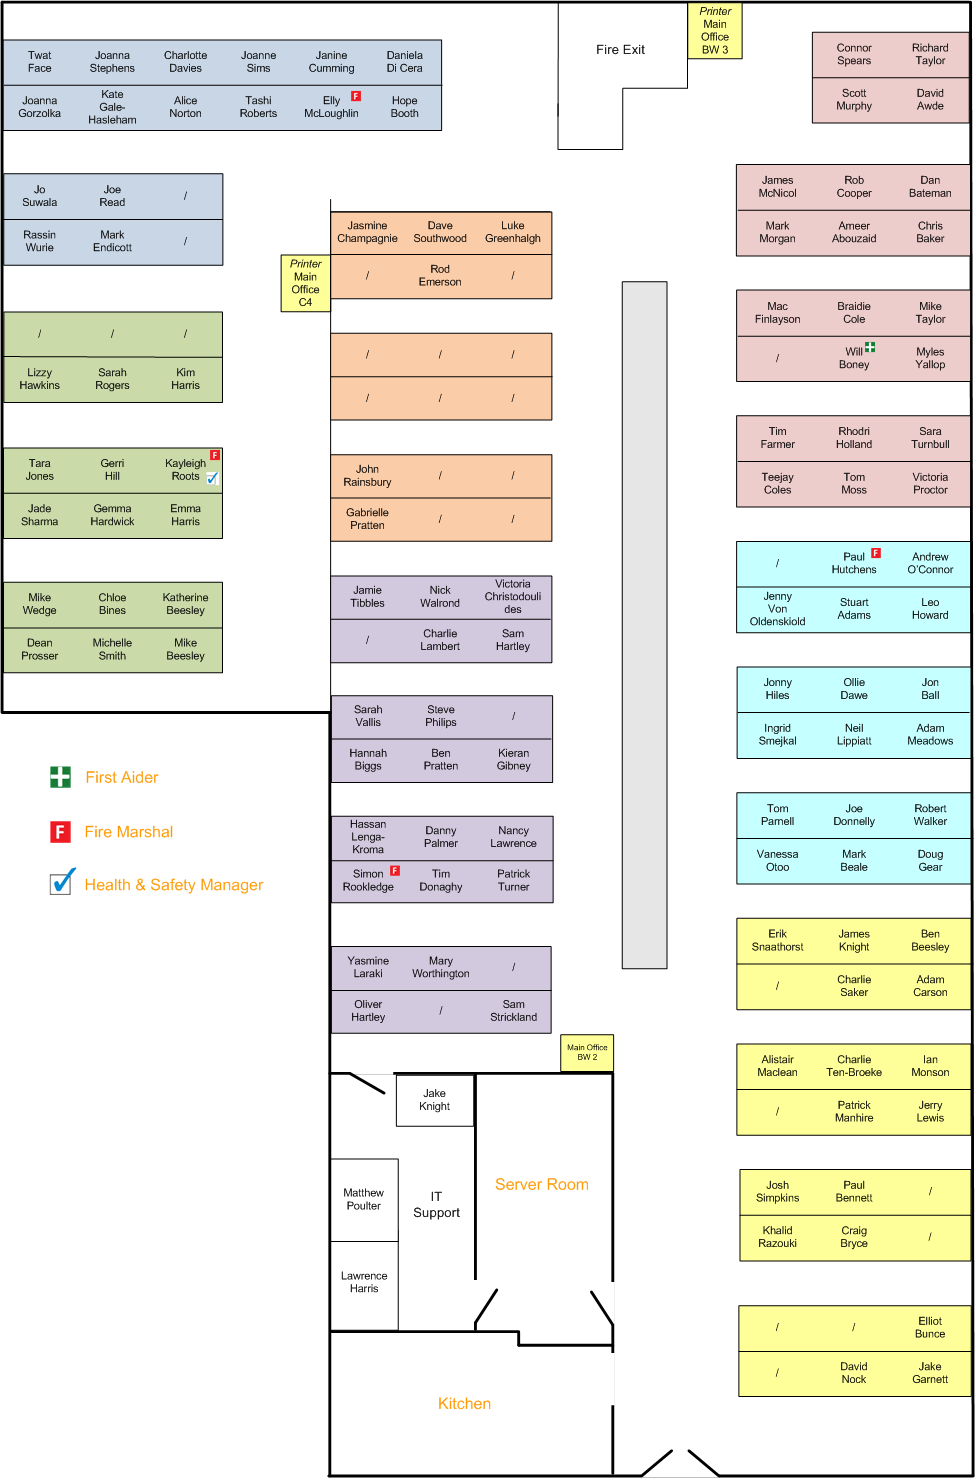 Printer
Main
Office
BW 3
Fire Exit
Twat
Face
Joanna
Stephens
Charlotte
Davies
Joanne
Sims
Janine
Cumming
Daniela
Di Cera
Joanna
Gorzolka
Kate
Gale-
Hasleham
Alice
Norton
Tashi
Roberts
Elly
McLoughlin
F
Hope
Booth
Connor
Spears
Richard
Taylor
Scott
Murphy
David
Awde
Jo
Suwala
Joe
Read
/
Rassin
Wurie
Mark
Endicott
/
Printer
Main
Office
C4
/
/
/
Lizzy
Hawkins
Sarah
Rogers
Kim
Harris
Tara
Jones
Gerri
Hill
Kayleigh
Roots
F
Jade
Sharma
Gemma
Hardwick
Emma
Harris
Mike
Wedge
Chloe
Bines
Katherine
Beesley
Dean
Prosser
Michelle
Smith
Mike
Beesley
First Aider
F
Fire Marshal
Health & Safety Manager
Jasmine
Champagnie
Dave
Southwood
Luke
Greenhalgh
/
Rod
Emerson
/
/
/
/
/
/
/
John
Rainsbury
/
/
Gabrielle
Pratten
/
/
Jamie
Tibbles
Nick
Walrond
Victoria
Christodouli
des
/
Charlie
Lambert
Sam
Hartley
Sarah
Vallis
Steve
Philips
/
Hannah
Biggs
Ben
Pratten
Kieran
Gibney
Hassan
Lenga-
Kroma
Danny
Palmer
Nancy
Lawrence
Simon
Rookledge
F
Tim
Donaghy
Patrick
Turner
Yasmine
Laraki
Mary
Worthington
/
Oliver
Hartley
/
Sam
Strickland
Main Office
BW 2
Jake
Knight
Matthew
Poulter
IT
Support
Lawrence
Harris
Server Room
Kitchen
James
McNicol
Rob
Cooper
Dan
Bateman
Mark
Morgan
Ameer
Abouzaid
Chris
Baker
Mac
Finlayson
Braidie
Cole
Mike
Taylor
/
Will
Boney
Myles
Yallop
Tim
Farmer
Rhodri
Holland
Sara
Turnbull
Teejay
Coles
Tom
Moss
Victoria
Proctor
/
Paul
Hutchens
F
Andrew
O'Connor
Jenny
Von
Oldenskiold
Stuart
Adams
Leo
Howard
Jonny
Hiles
Ollie
Dawe
Jon
Ball
Ingrid
Smejkal
Neil
Lippiatt
Adam
Meadows
Tom
Parnell
Joe
Donnelly
Robert
Walker
Vanessa
Otoo
Mark
Beale
Doug
Gear
Erik
Snaathorst
James
Knight
Ben
Beesley
/
Charlie
Saker
Adam
Carson
Alistair
Maclean
Charlie
Ten-Broeke
Ian
Monson
/
Patrick
Manhire
Jerry
Lewis
Josh
Simpkins
Paul
Bennett
/
Khalid
Razouki
Craig
Bryce
/
/
/
Elliot
Bunce
/
David
Nock
Jake
Garnett